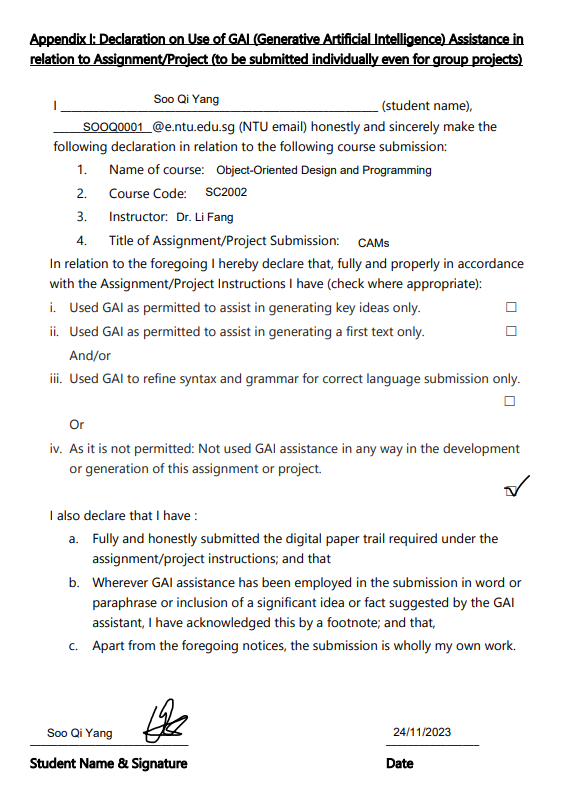 Appendix I: Declaration on Use of GAI (Generative Artificial Intelligence) Assistance in
relation to Assignment/Project (to be submitted individually even for group projects)
I Soo Qi Yang (student name),
SOOQ0001 @e.ntu.edu.sg (NTU email) honestly and sincerely make the
following declaration in relation to the following course submission:
1. Name of course: Object-Oriented Design and Programming
2. Course Code: SC2002
3. Instructor: Dr. Li Fang
4. Title of Assignment/Project Submission: CAMs
In relation to the foregoing I hereby declare that, fully and properly in accordance
with the Assignment/Project Instructions I have (check where appropriate):
i. Used GAI as permitted to assist in generating key ideas only. ☐
ii. Used GAI as permitted to assist in generating a first text only. ☐
And/or
iii. Used GAI to refine syntax and grammar for correct language submission only.
☐
Or
iv. As it is not permitted: Not used GAI assistance in any way in the development
or generation of this assignment or project.
☑
I also declare that I have :
a. Fully and honestly submitted the digital paper trail required under the
assignment/project instructions; and that
b. Wherever GAI assistance has been employed in the submission in word or
paraphrase or inclusion of a significant idea or fact suggested by the GAI
assistant, I have acknowledged this by a footnote; and that,
c. Apart from the foregoing notices, the submission is wholly my own work.
Soo Qi Yang 24/11/2023
Student Name & Signature Date